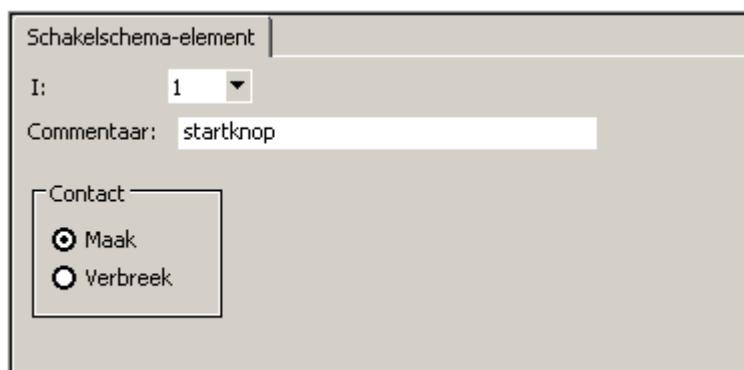 Schakelschema-element
I: 1
Commentaar: startknop
Contact
Maak
Verbreek